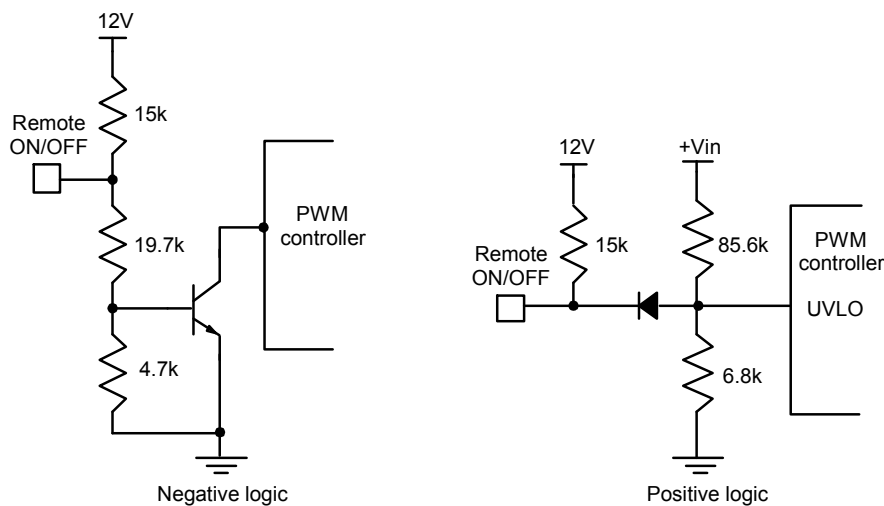 12V
15k
Remote
ON/OFF
19.7k
4.7k
PWM
controller
Negative logic
12V
+Vin
15k
85.6k
Remote
ON/OFF
PWM
controller
UVLO
6.8k
Positive logic